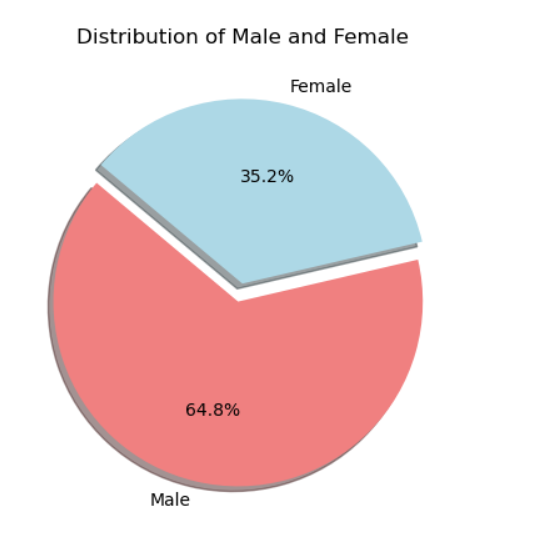 Distribution of Male and Female
Female
35.2%
64.8%
Male